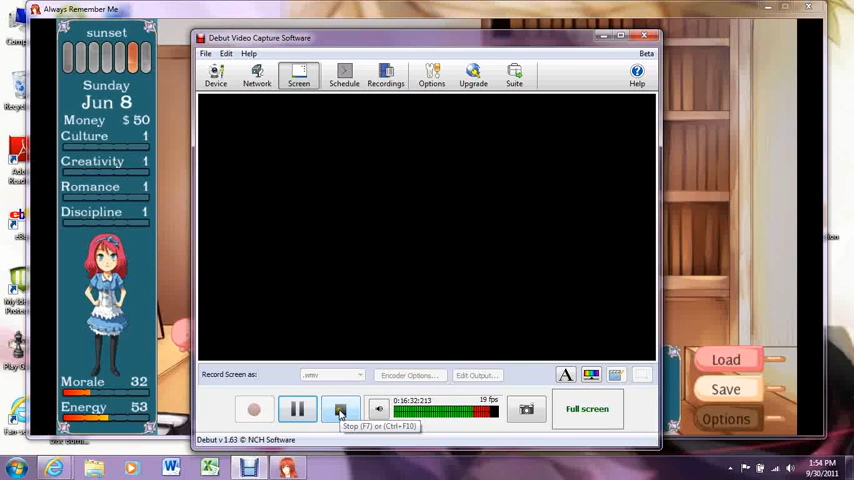 Always Remember Me
sunset
Sunday
Jun 8
Money $ 50
Culture 1
Creativity 1
Romance 1
Discipline 1
Morale 32
Energy 53
Debut Video Capture Software
File Edit Help
Beta
Device Network Screen Schedule Recordings Options Upgrade Suite Help
Record Screen as: .wmv Encoder Options... Edit Output...
A
0:16:32:213 19 fps
Full screen
Stop (F7) or (Ctrl+F10)
Debut v 1.63 © NCH Software
Load
Save
Options
1:54 PM
9/30/2011